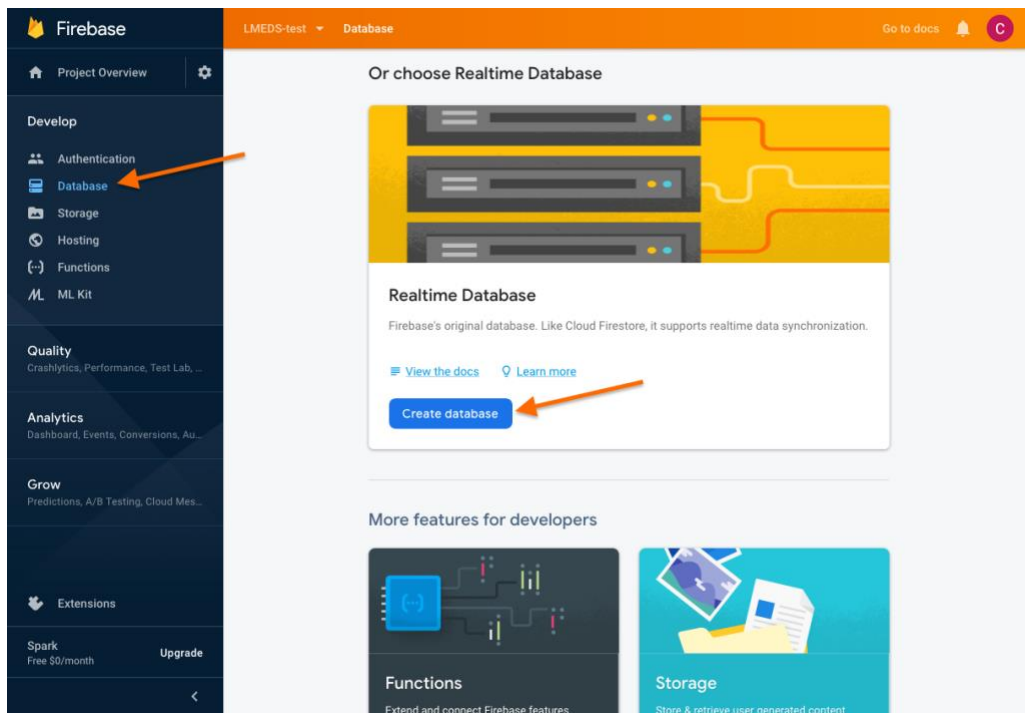 Firebase
LMEDS-test Database Go to docs C
Project Overview
Develop
Authentication
Database
Storage
Hosting
Functions
ML Kit
Quality
Crashlytics, Performance, Test Lab, ...
Analytics
Dashboard, Events, Conversions, Au...
Grow
Predictions, A/B Testing, Cloud Mes...
Extensions
Spark
Free $0/month
Upgrade
Or choose Realtime Database
Realtime Database
Firebase's original database. Like Cloud Firestore, it supports realtime data synchronization.
View the docs Learn more
Create database
More features for developers
Functions
Extend and connect Firebase features
Storage
Store & retrieve user generated content